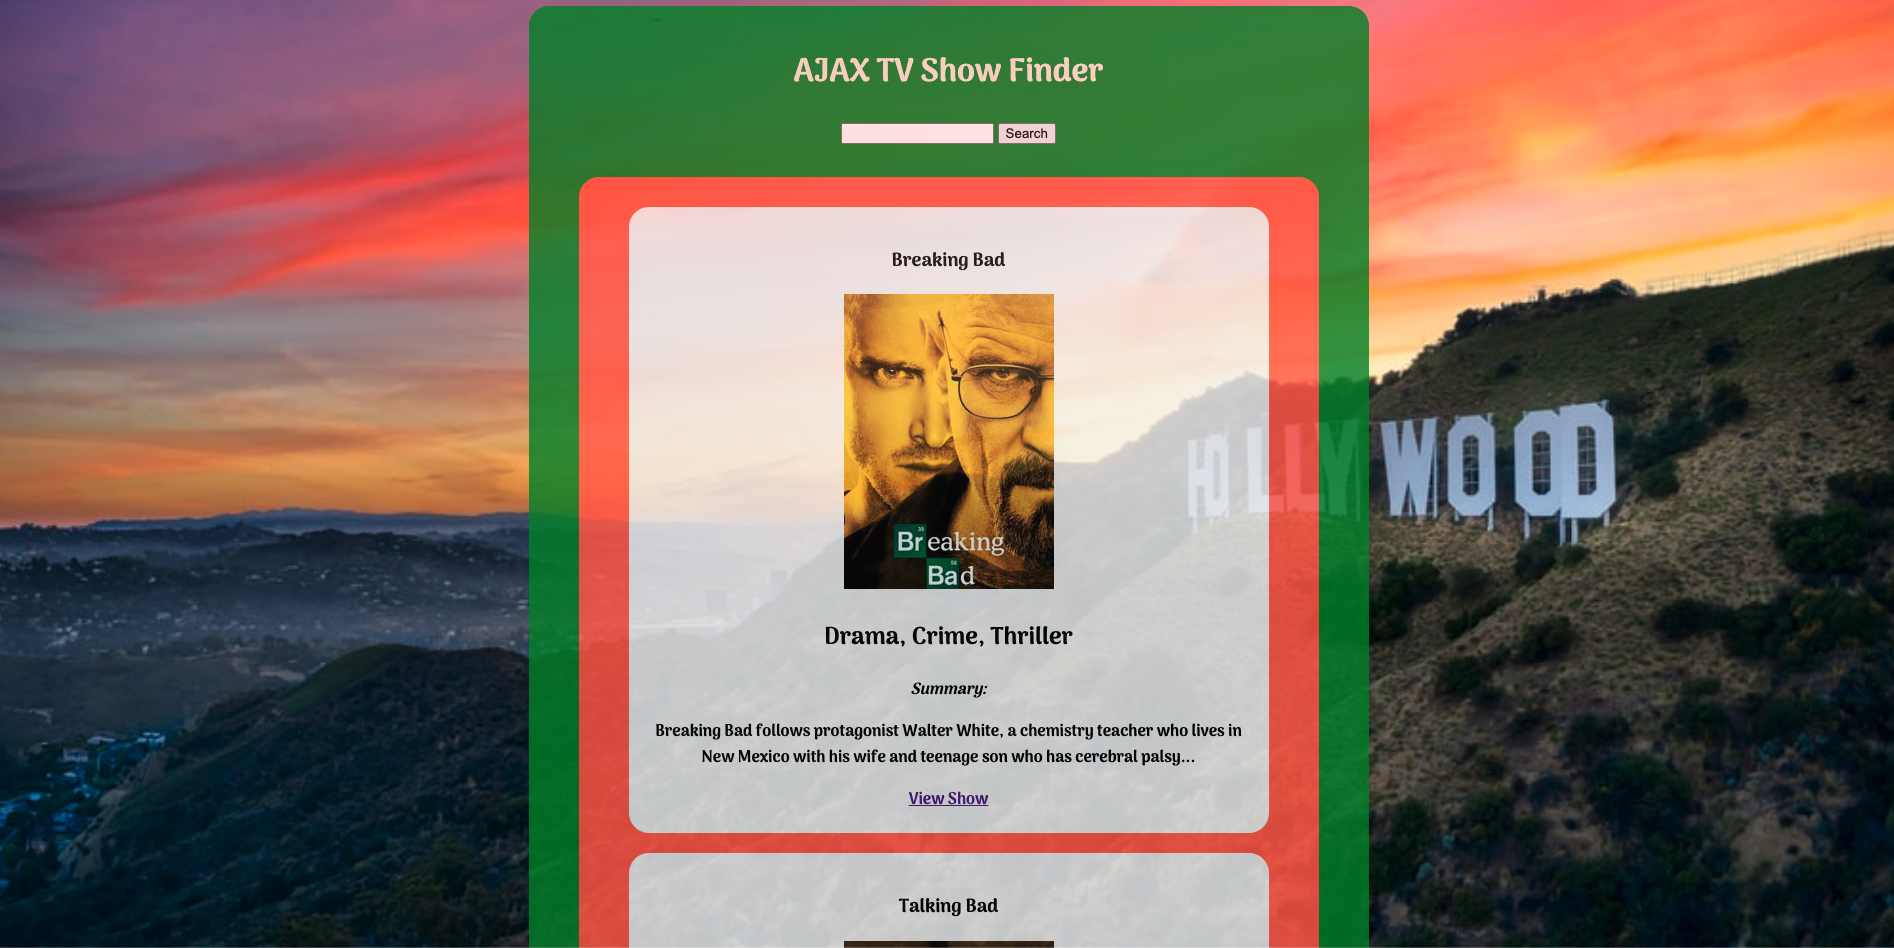 AJAX TV Show Finder
Search
Breaking Bad
35
Breaking
56
Bad
HOLLYWOOD
Drama, Crime, Thriller
Summary:
Breaking Bad follows protagonist Walter White, a chemistry teacher who lives in
New Mexico with his wife and teenage son who has cerebral palsy...
View Show
Talking Bad